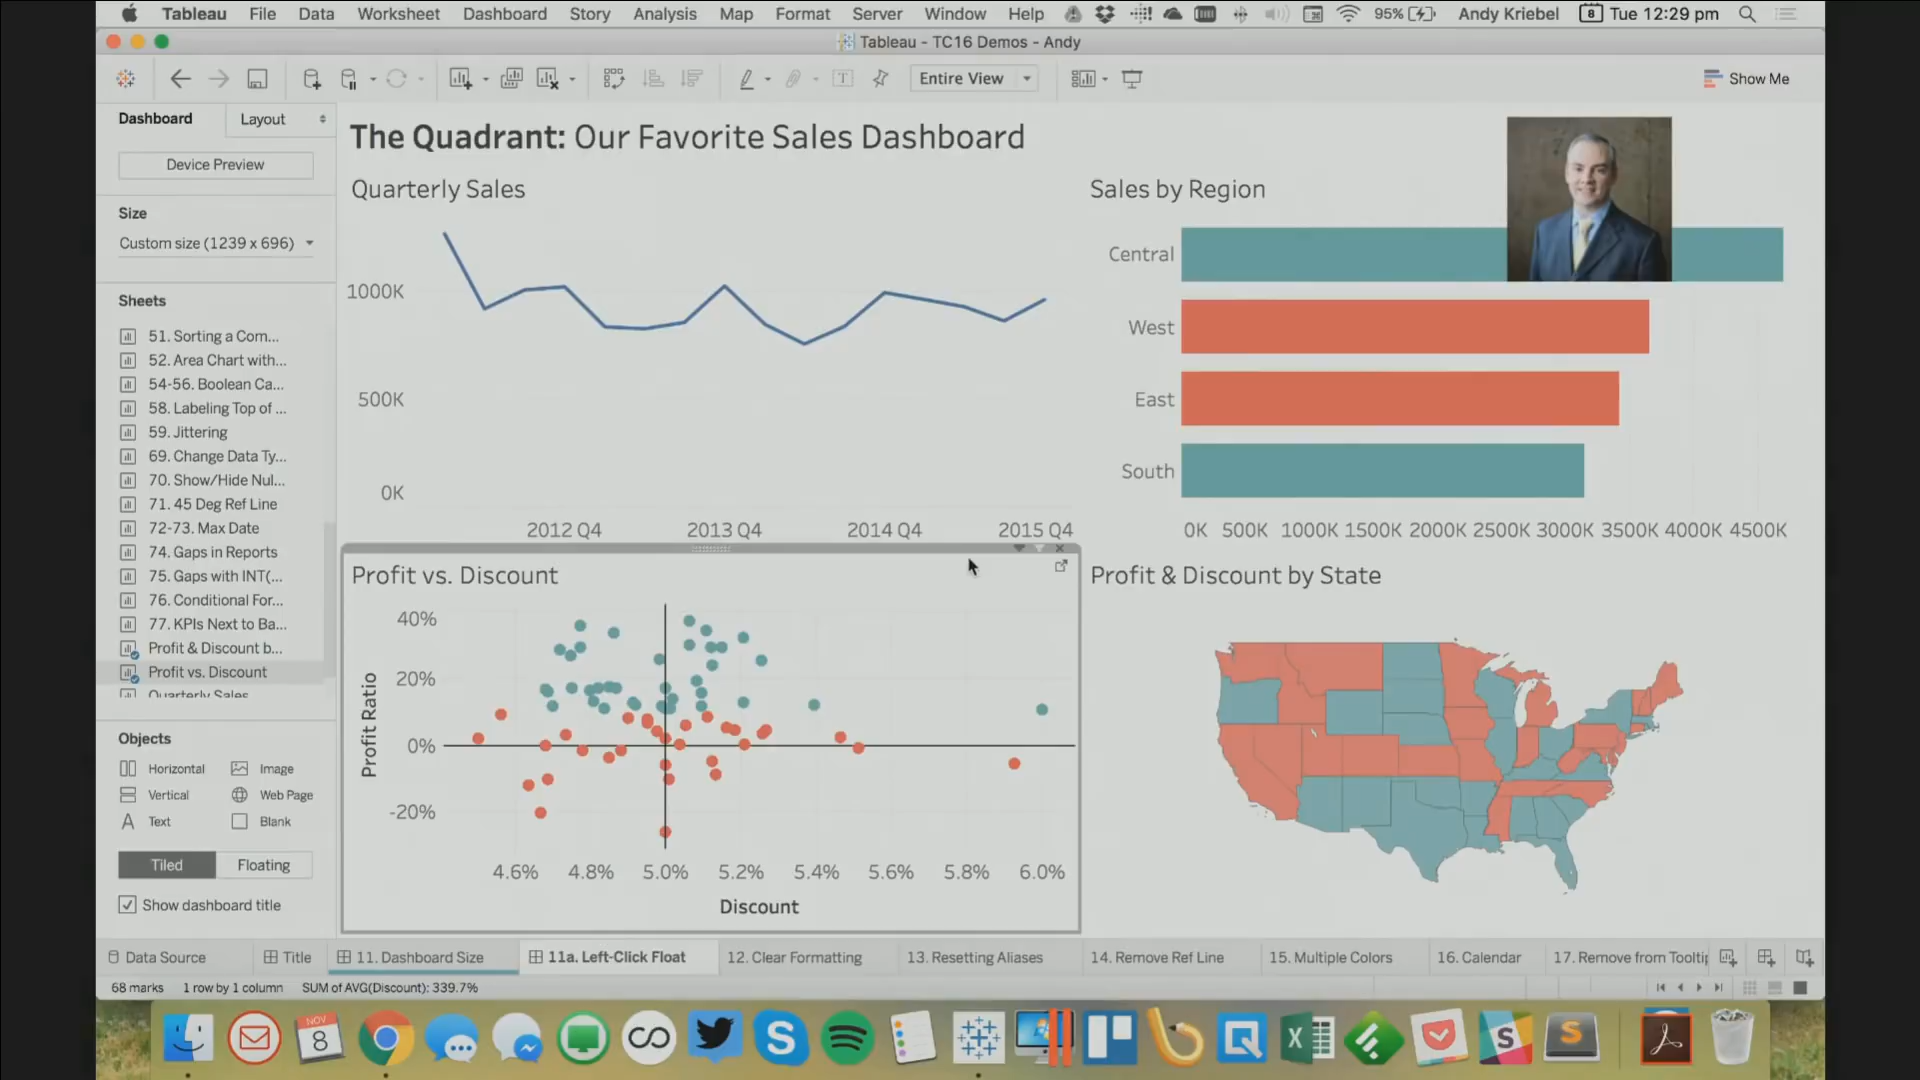 Tableau File Data Worksheet Dashboard Story Analysis Map Format Server Window Help 95% Andy Kriebel 8 Tue 12:29 pm
Tableau - TC16 Demos - Andy
Entire View Show Me
Dashboard Layout
Device Preview
Size
Custom size (1239 x 696)
Sheets
51. Sorting a Com...
52. Area Chart with...
54-56. Boolean Ca...
58. Labeling Top of ...
59. Jittering
69. Change Data Ty...
70. Show/Hide Nul...
71. 45 Deg Ref Line
72-73. Max Date
74. Gaps in Reports
75. Gaps with INT(...
76. Conditional For...
77. KPIs Next to Ba...
Profit & Discount b...
Profit vs. Discount
Quarterly Sales
Objects
Horizontal Image
Vertical Web Page
A Text Blank
Tiled Floating
Show dashboard title
The Quadrant: Our Favorite Sales Dashboard
Quarterly Sales
1000K
500K
0K
2012 Q4 2013 Q4 2014 Q4 2015 Q4
Sales by Region
Central
West
East
South
0K 500K 1000K 1500K 2000K 2500K 3000K 3500K 4000K 4500K
Profit vs. Discount
Profit Ratio
40%
20%
0%
-20%
4.6% 4.8% 5.0% 5.2% 5.4% 5.6% 5.8% 6.0%
Discount
Profit & Discount by State
Data Source Title 11. Dashboard Size 11a. Left-Click Float 12. Clear Formatting 13. Resetting Aliases 14. Remove Ref Line 15. Multiple Colors 16. Calendar 17. Remove from Tooltip
68 marks 1 row by 1 column SUM of AVG(Discount): 339.7%
NOV
8